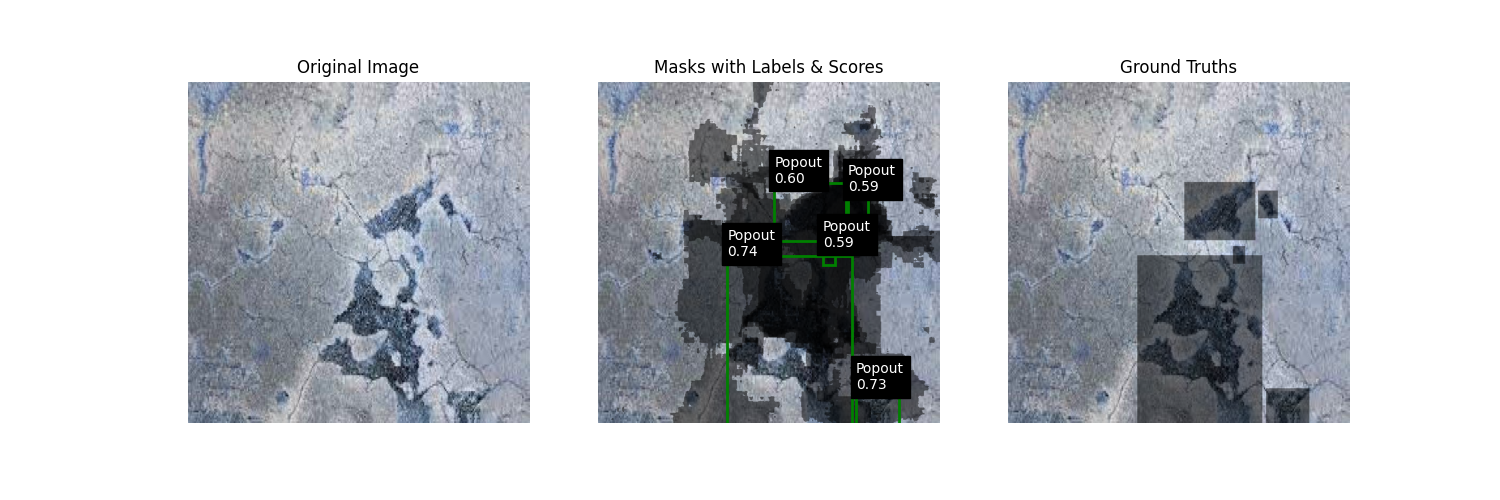 Original Image
Masks with Labels & Scores
Ground Truths
Popout
0.60
Popout
0.59
Popout
0.59
Popout
0.74
Popout
0.73